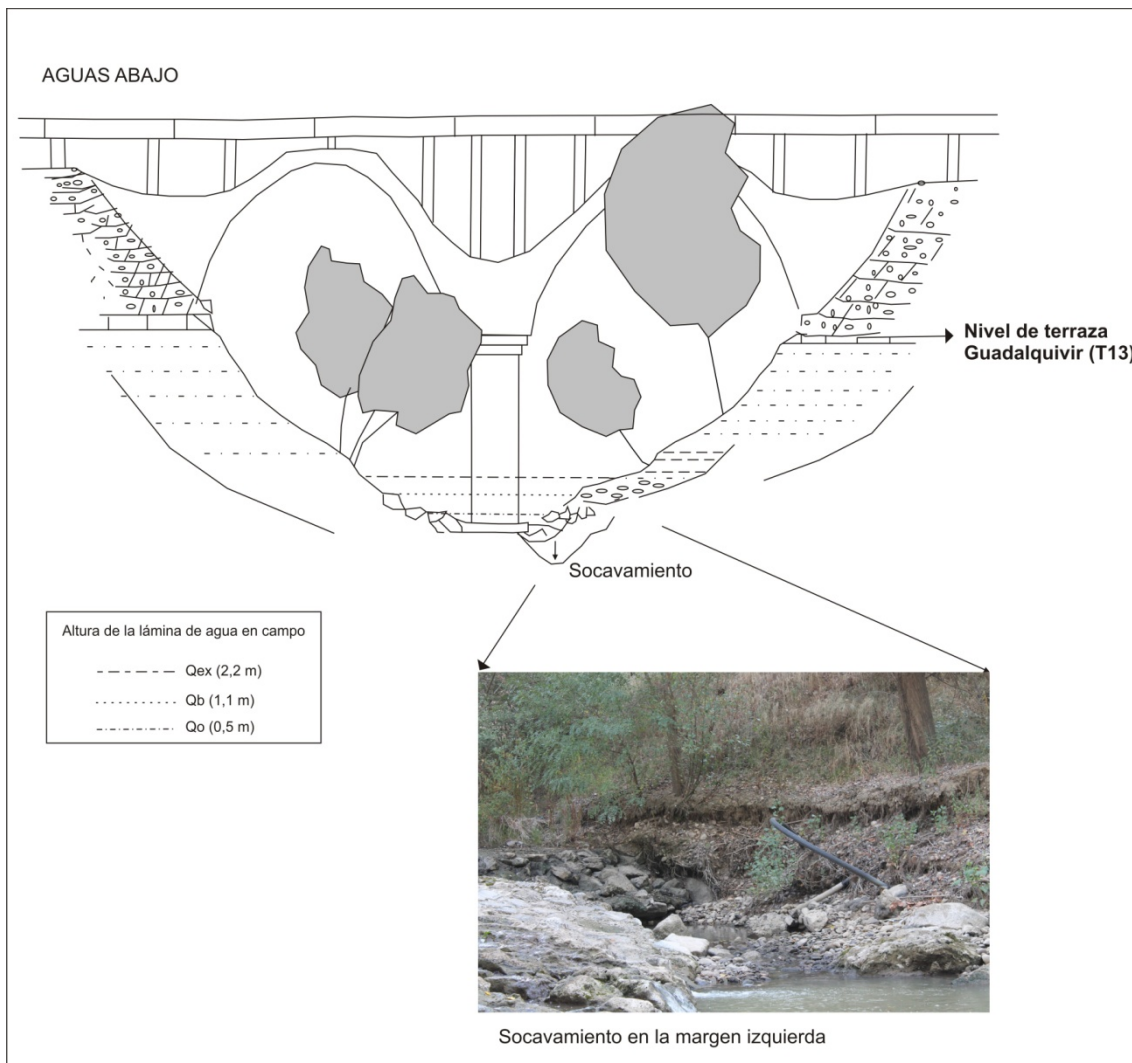 AGUAS ABAJO
Nivel de terraza
Guadalquivir (T13)
Socavamiento
Altura de la lámina de agua en campo
Qex (2,2 m)
Qb (1,1 m)
Qo (0,5 m)
Socavamiento en la margen izquierda